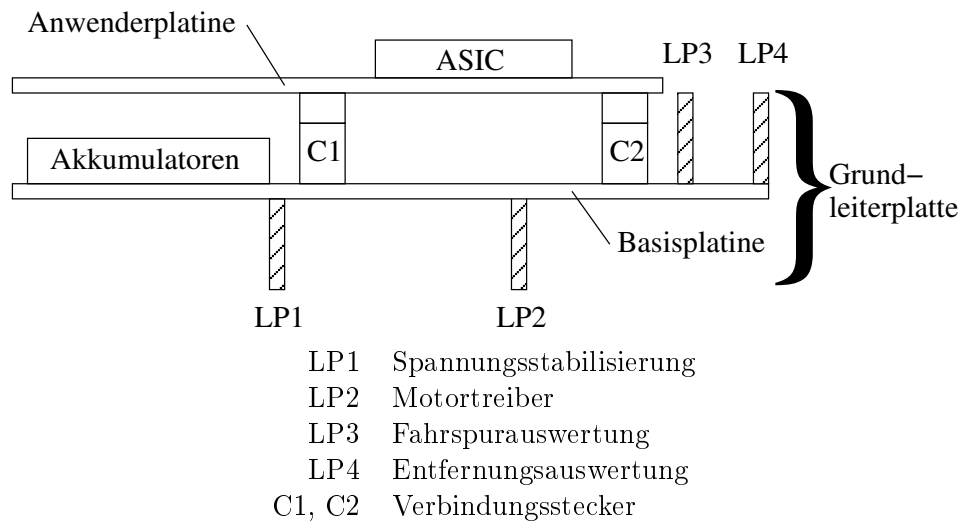 Anwenderplatine
ASIC
LP3 LP4
Akkumulatoren
C1
C2
Grund–
leiterplatte
Basisplatine
LP1
LP2
LP1 Spannungsstabilisierung
LP2 Motortreiber
LP3 Fahrspurauswertung
LP4 Entfernungsauswertung
C1, C2 Verbindungsstecker